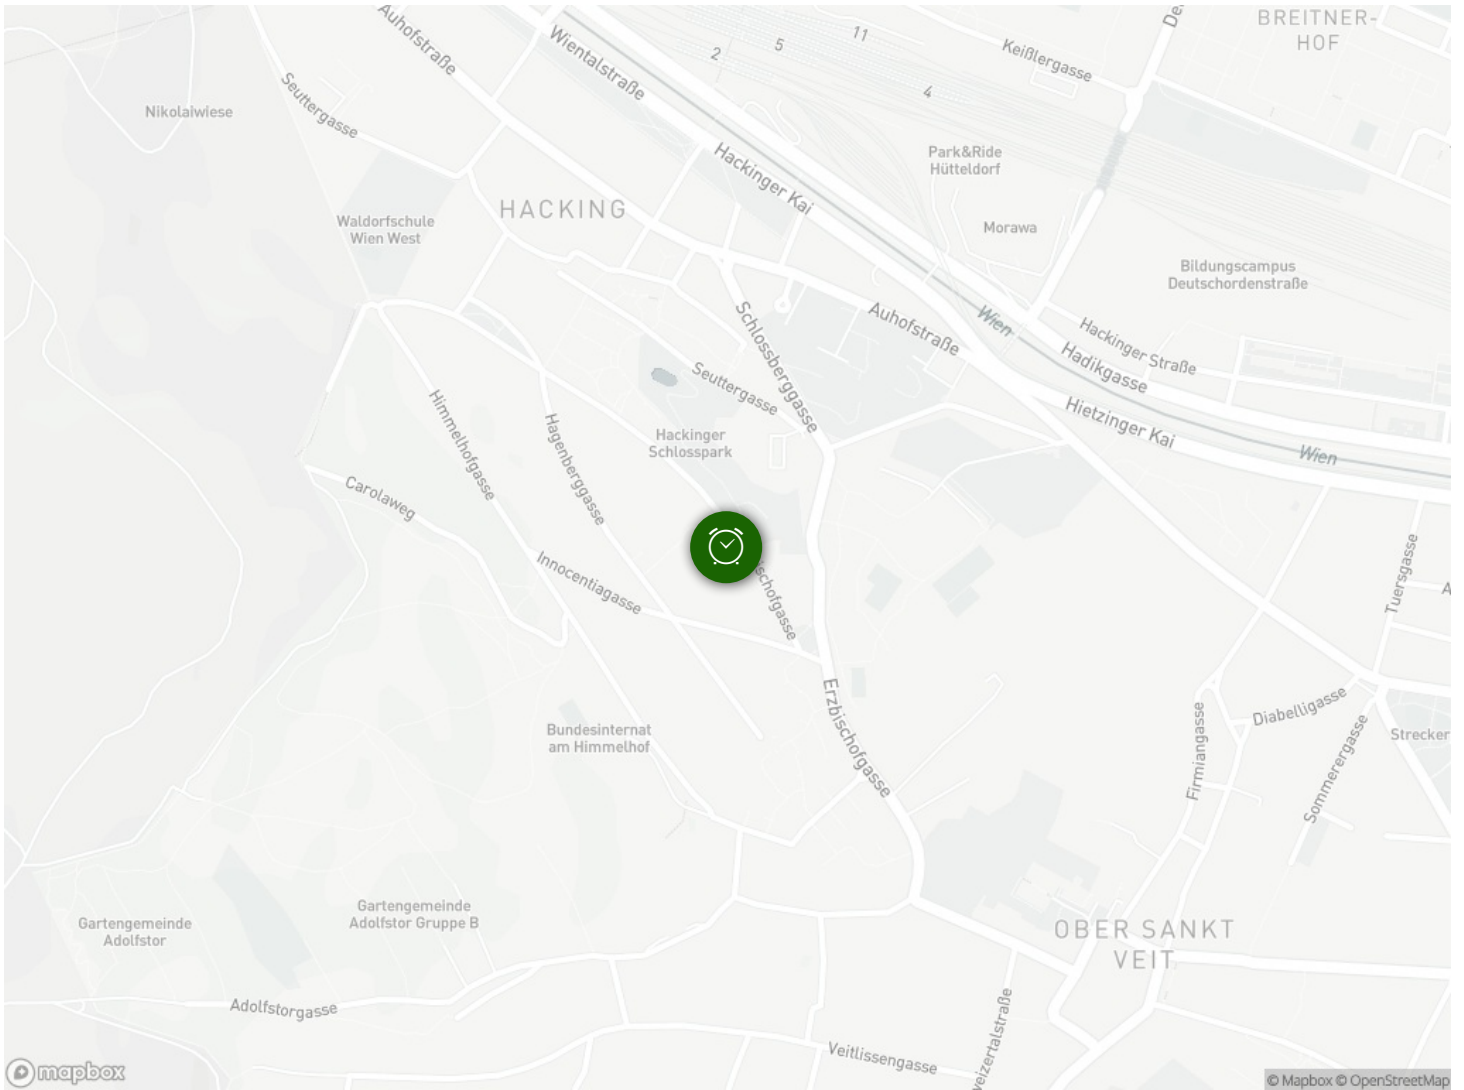 Auhofstraße
Wientalstraße
2
5
11
4
Keißlergasse
BREITNER-
HOF
Nikolaiwiese
Seuttergasse
Park&Ride
Hütteldorf
Hackinger Kai
HACKING
Waldorfschule
Wien West
Morawa
Bildungscampus
Deutschordenstraße
Schlossberggasse
Auhofstraße
Wien
Hackinger Straße
Hadikgasse
Seuttergasse
Himmelhofgasse
Hagenberggasse
Hackinger
Schlosspark
Hietzinger Kai
Wien
Carolaweg
Innocentiagasse
ischofgasse
Tuersgasse
A
Erzbischofgasse
Bundesinternat
am Himmelhof
Firmiangasse
Diabelligasse
Sommerergasse
Strecker
Gartengemeinde
Adolfstor
Gartengemeinde
Adolfstor Gruppe B
OBER SANKT
VEIT
Adolfstorgasse
Veitlissengasse
eizertalstraße
mapbox
© Mapbox © OpenStreetMap